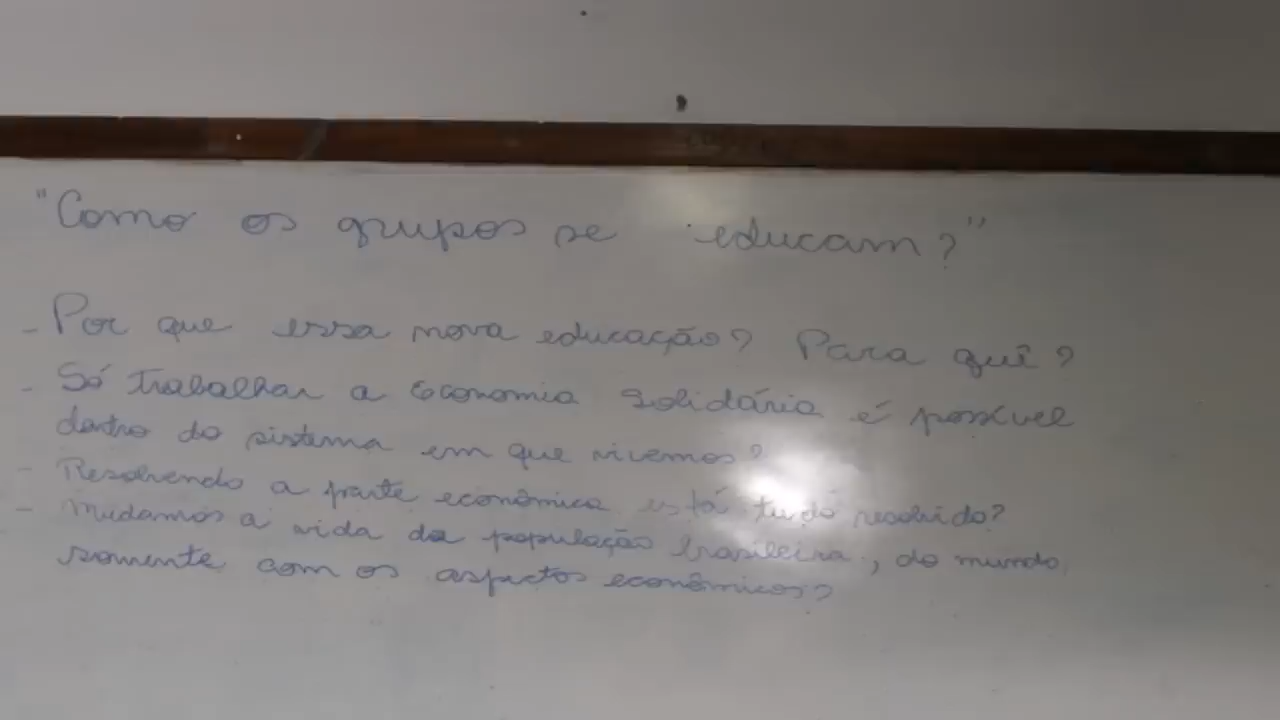 "Como os grupos se educam?"
- Por que essa nova educação? Para quê?
- Só trabalhar a Economia Solidária é possível
dentro do sistema em que vivemos?
- Resolvendo a parte econômica está tudo resolvido?
- Mudamos a vida da população brasileira, do mundo,
somente com os aspectos econômicos?